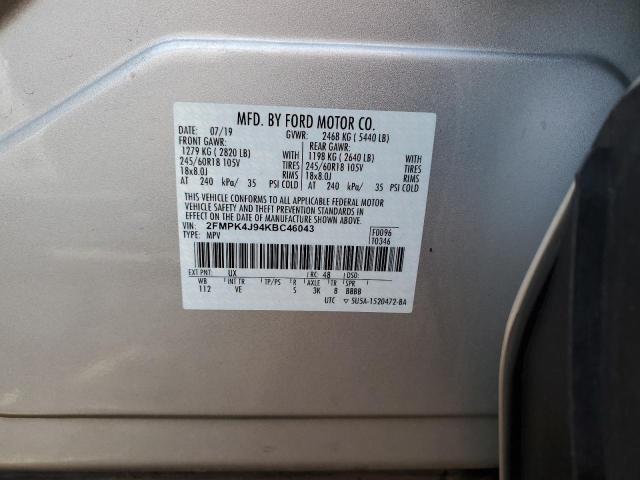 MFD. BY FORD MOTOR CO.
DATE: 07/19 GVWR: 2468 KG ( 5440 LB)
FRONT GAWR: REAR GAWR:
1279 KG ( 2820 LB) WITH 1198 KG ( 2640 LB) WITH
245/60R18 105V TIRES 245/60R18 105V TIRES
18x8.0J RIMS 18x8.0J RIMS
AT 240 kPa/ 35 PSI COLD AT 240 kPa/ 35 PSI COLD
THIS VEHICLE CONFORMS TO ALL APPLICABLE FEDERAL MOTOR
VEHICLE SAFETY AND THEFT PREVENTION STANDARDS IN
EFFECT ON THE DATE OF MANUFACTURE SHOWN ABOVE.
VIN: 2FMPK4J94KBC46043 F0096
TYPE: MPV T0346
EXT PNT: UX RC: 48 DSO:
WB INT TR TP/PS R AXLE TR SPR
112 VE S 3K B BBBB
UTC ▽ 5U5A-1520472-BA